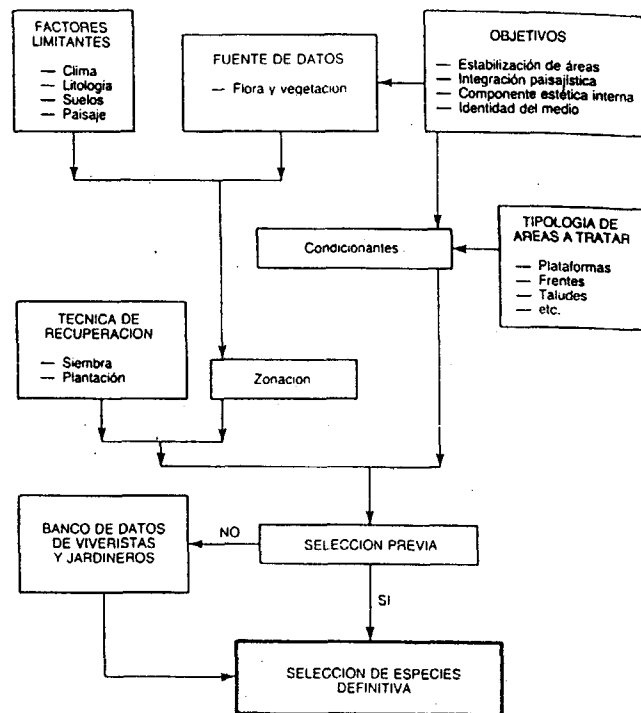 FACTORES
LIMITANTES
— Clima
— Litologia
— Suelos
— Paisaje
FUENTE DE DATOS
— Flora y vegetacion
OBJETIVOS
— Estabilización de áreas
— Integración paisajística
— Componente estética interna
— Identidad del medio
Condicionantes
TIPOLOGIA DE
AREAS A TRATAR
— Plataformas
— Frentes
— Taludes
— etc.
TECNICA DE
RECUPERACION
— Siembra
— Plantación
Zonacion
BANCO DE DATOS
DE VIVERISTAS
Y JARDINEROS
NO
SELECCION PREVIA
SI
SELECCION DE ESPECIES
DEFINITIVA